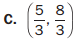 c. (5/3, 8/3)